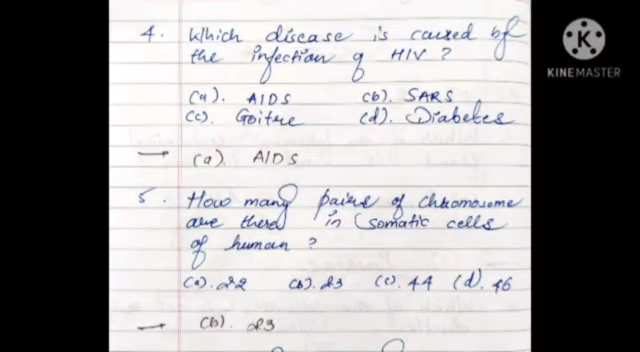 4. Which disease is caused by
the infection of HIV ?
(a). AIDS (b). SARS
(c). Goitre (d). Diabetes
→ (a) AIDS
5. How many pairs of chromosome
are there in somatic cells
of human ?
(a). 22 (b). 23 (c). 44 (d). 46
→ (b). 23
K
KINEMASTER